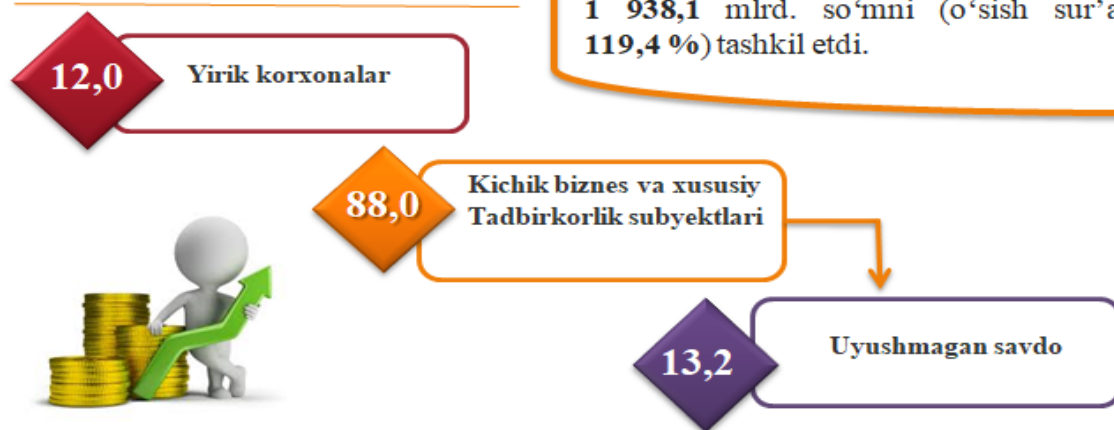 1 938,1 mlrd. so‘mni (o‘sish
119,4 %) tashkil etdi.
12,0
Yirik korxonalar
88,0
Kichik biznes va xususiy
Tadbirkorlik subyektlari
13,2
Uyushmagan savdo